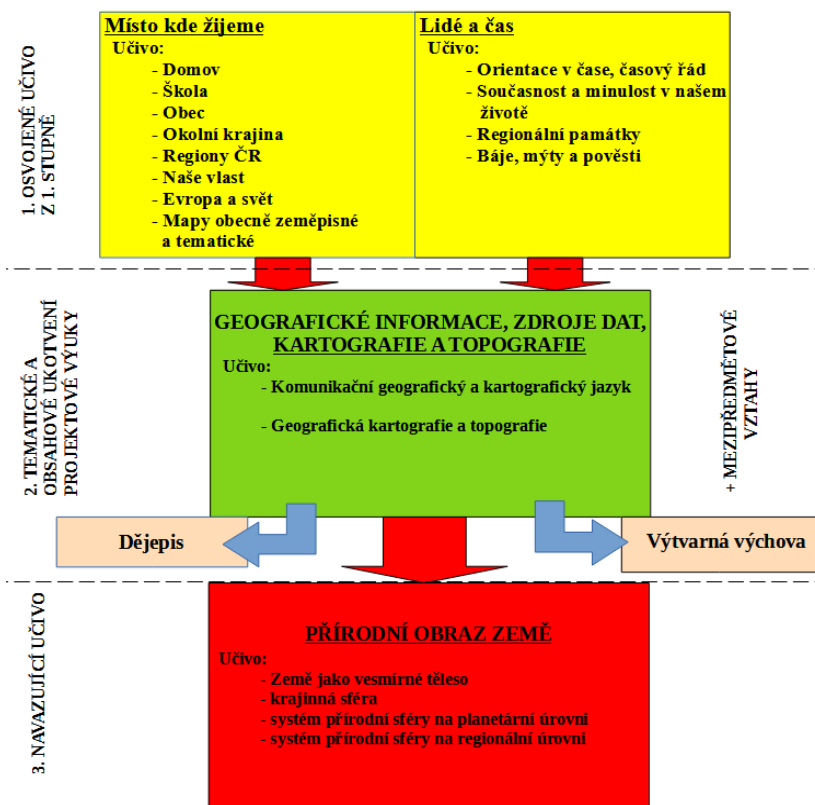 1. OSVOJENÉ UČIVO
Z 1. STUPNĚ
Místo kde žijeme
Učivo:
- Domov
- Škola
- Obec
- Okolní krajina
- Regiony ČR
- Naše vlast
- Evropa a svět
- Mapy obecně zeměpisné
a tematické
Lidé a čas
Učivo:
- Orientace v čase, časový řád
- Současnost a minulost v našem
životě
- Regionální památky
- Báje, mýty a pověsti
2. TEMATICKÉ A
OBSAHOVÉ UKOTVENÍ
PROJEKTOVÉ VÝUKY
GEOGRAFICKÉ INFORMACE, ZDROJE DAT,
KARTOGRAFIE A TOPOGRAFIE
Učivo:
- Komunikační geografický a kartografický jazyk
- Geografická kartografie a topografie
+ MEZIPŘEDMĚTOVÉ
VZTAHY
Dějepis
Výtvarná výchova
3. NAVAZUJÍCÍ UČIVO
PŘÍRODNÍ OBRAZ ZEMĚ
Učivo:
- Země jako vesmírné těleso
- krajinná sféra
- systém přírodní sféry na planetární úrovni
- systém přírodní sféry na regionální úrovni